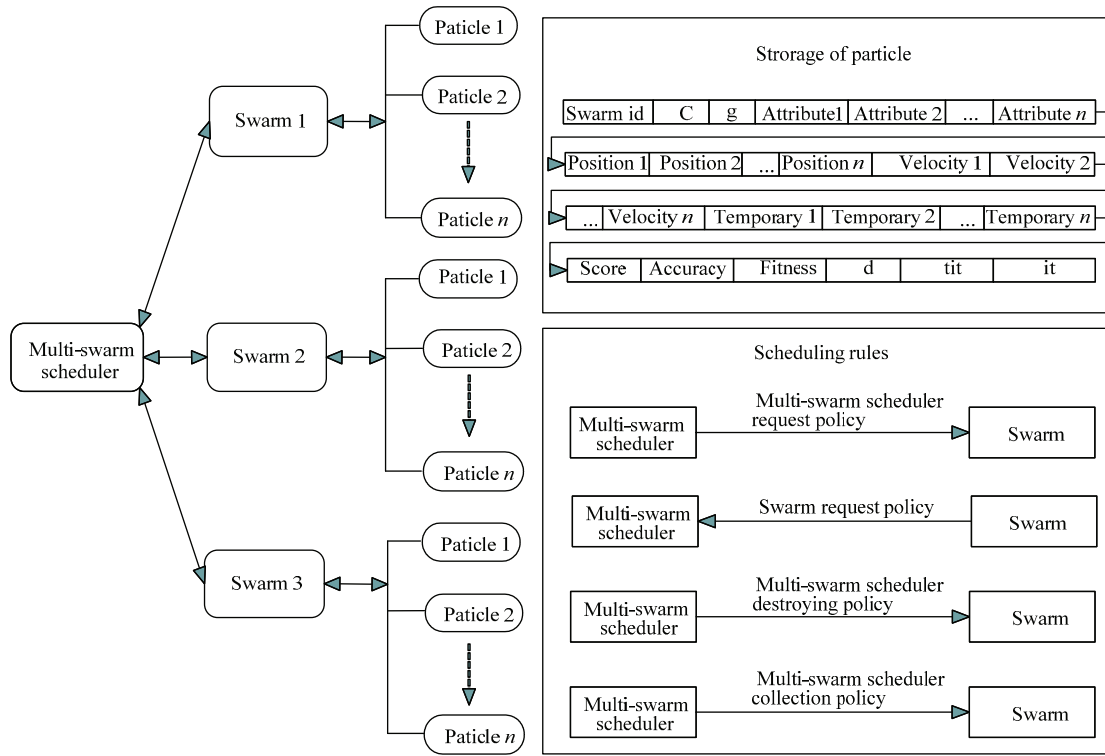 Multi-swarm
scheduler
Swarm 1
Paticle 1
Paticle 2
Paticle n
Swarm 2
Paticle 1
Paticle 2
Paticle n
Swarm 3
Paticle 1
Paticle 2
Paticle n
Strorage of particle
Swarm id C g Attribute1 Attribute 2 ... Attribute n
Position 1 Position 2 ... Position n Velocity 1 Velocity 2
... Velocity n Temporary 1 Temporary 2 ... Temporary n
Score Accuracy Fitness d tit it
Scheduling rules
Multi-swarm
scheduler
Multi-swarm scheduler
request policy
Swarm
Multi-swarm
scheduler
Swarm request policy
Swarm
Multi-swarm
scheduler
Multi-swarm scheduler
destroying policy
Swarm
Multi-swarm
scheduler
Multi-swarm scheduler
collection policy
Swarm